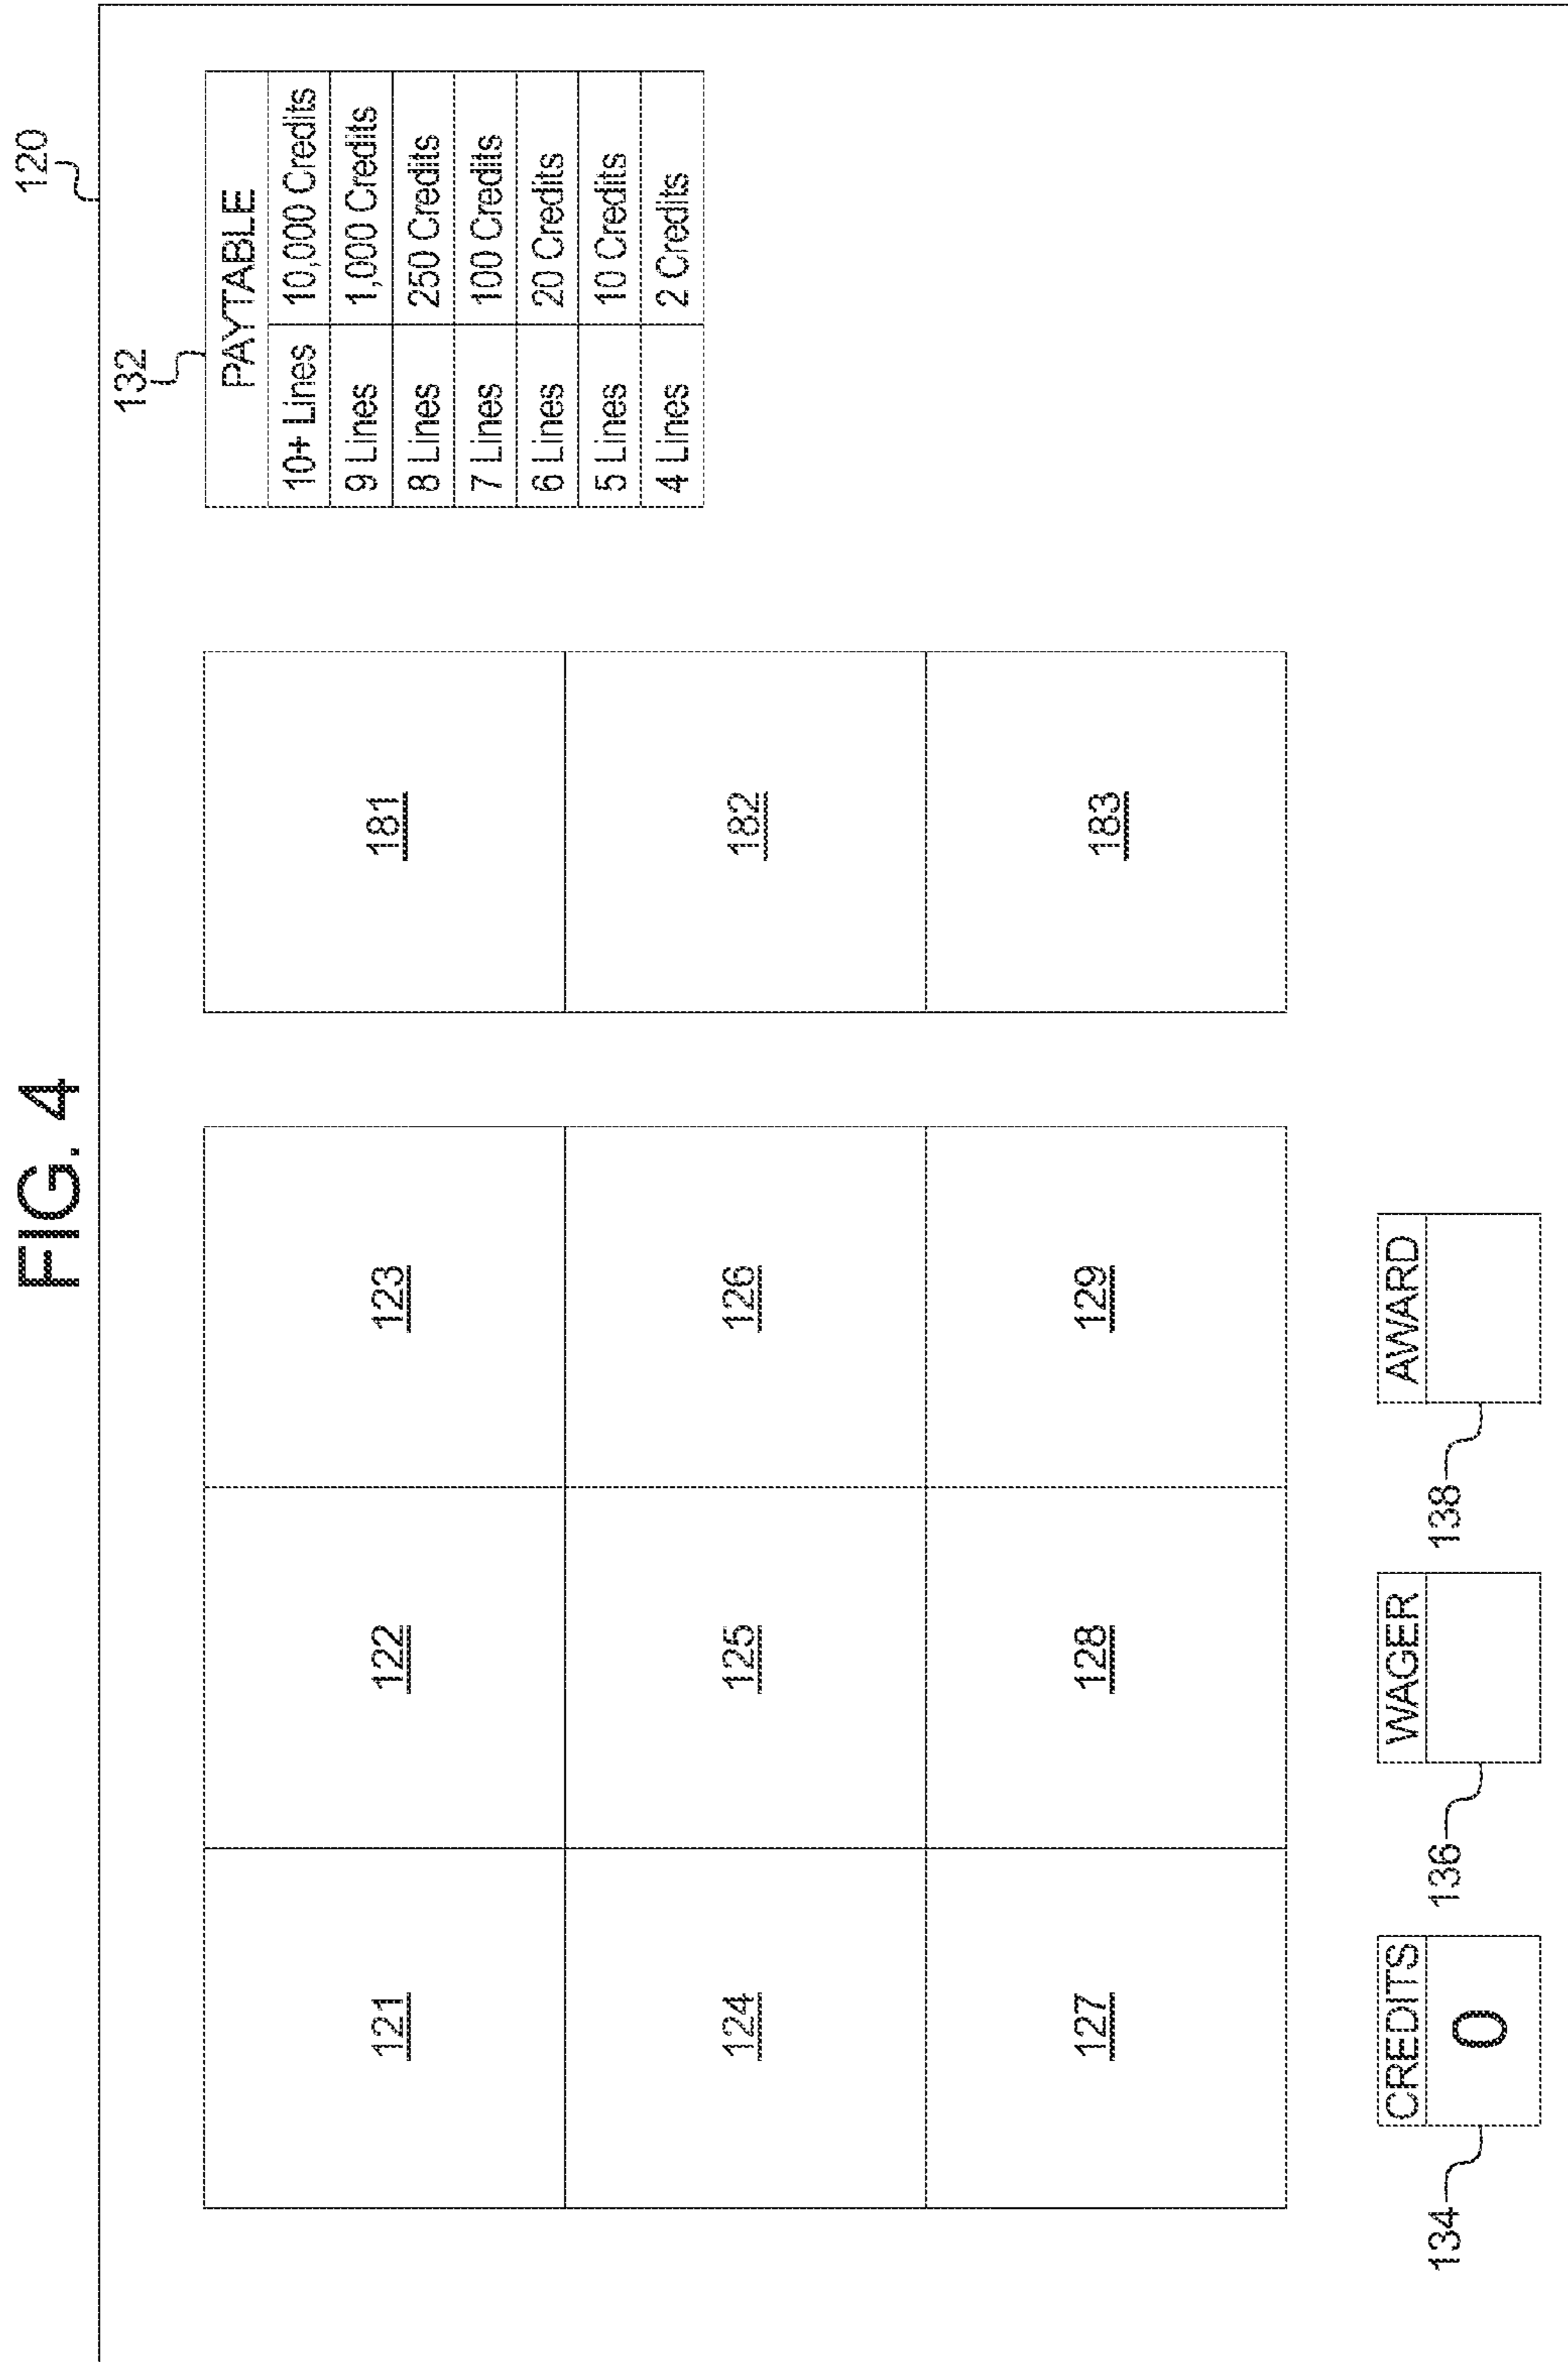 FIG. 4
120
132
PAYTABLE
10+ Lines 10,000 Credits
9 Lines 1,000 Credits
8 Lines 250 Credits
7 Lines 100 Credits
6 Lines 20 Credits
5 Lines 10 Credits
4 Lines 2 Credits
121 122 123 181
124 125 126 182
127 128 129 183
CREDITS WAGER AWARD
0
134 136 138